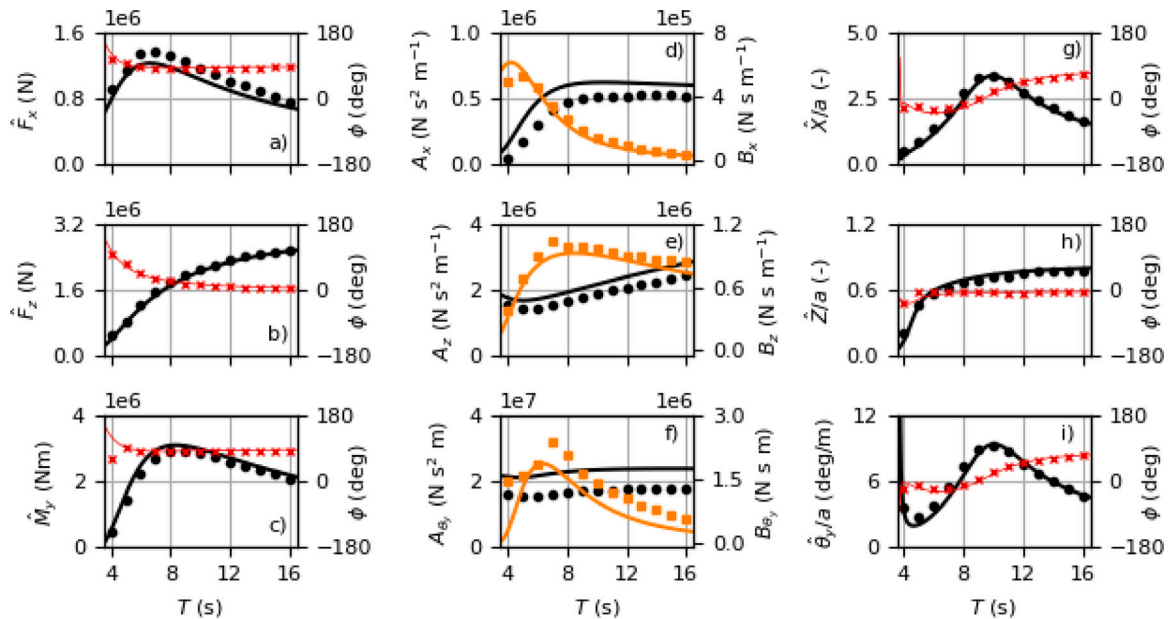 1e6
1.6
0.8
0.0
F̂x (N)
180
0
−180
ϕ (deg)
a)
1e6
1e5
1.0
0.5
0.0
Ax (N s² m⁻¹)
8
4
0
Bx (N s m⁻¹)
d)
5.0
2.5
0.0
X̂/a (-)
180
0
−180
ϕ (deg)
g)
1e6
3.2
1.6
0.0
F̂z (N)
180
0
−180
ϕ (deg)
b)
1e6
1e6
4
2
0
Az (N s² m⁻¹)
1.2
0.6
0.0
Bz (N s m⁻¹)
e)
1.2
0.6
0.0
Ẑ/a (-)
180
0
−180
ϕ (deg)
h)
1e6
4
2
0
M̂y (Nm)
180
0
−180
ϕ (deg)
c)
4 8 12 16
T (s)
1e7
1e6
4
2
0
Aθy (N s² m)
3.0
1.5
0.0
Bθy (N s m)
f)
4 8 12 16
T (s)
12
6
0
θ̂y/a (deg/m)
180
0
−180
ϕ (deg)
i)
4 8 12 16
T (s)